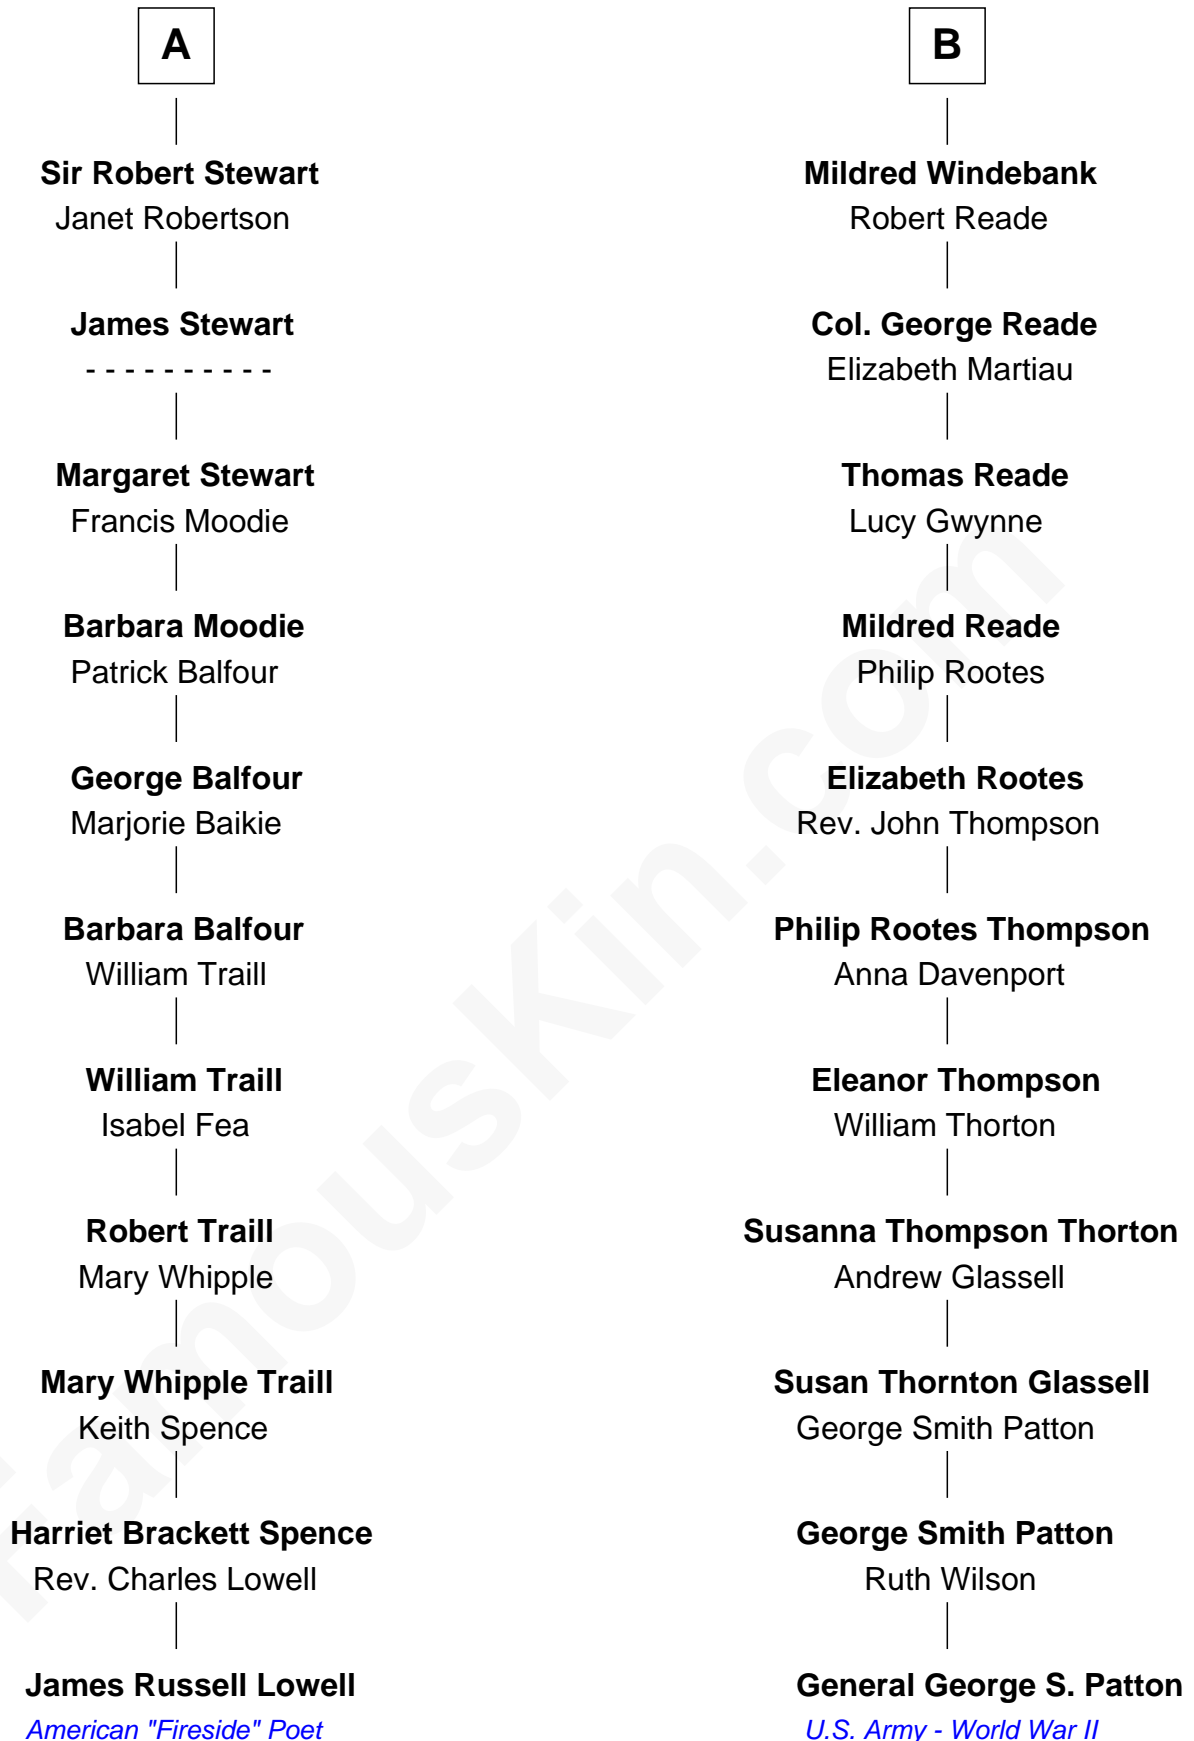 A
Sir Robert Stewart
Janet Robertson
James Stewart
- - - - - - - - - -
Margaret Stewart
Francis Moodie
Barbara Moodie
Patrick Balfour
George Balfour
Marjorie Baikie
Barbara Balfour
William Traill
William Traill
Isabel Fea
Robert Traill
Mary Whipple
Mary Whipple Traill
Keith Spence
Harriet Brackett Spence
Rev. Charles Lowell
James Russell Lowell
American "Fireside" Poet
B
Mildred Windebank
Robert Reade
Col. George Reade
Elizabeth Martiau
Thomas Reade
Lucy Gwynne
Mildred Reade
Philip Rootes
Elizabeth Rootes
Rev. John Thompson
Philip Rootes Thompson
Anna Davenport
Eleanor Thompson
William Thorton
Susanna Thompson Thorton
Andrew Glassell
Susan Thornton Glassell
George Smith Patton
George Smith Patton
Ruth Wilson
General George S. Patton
U.S. Army - World War II
famouskin.com